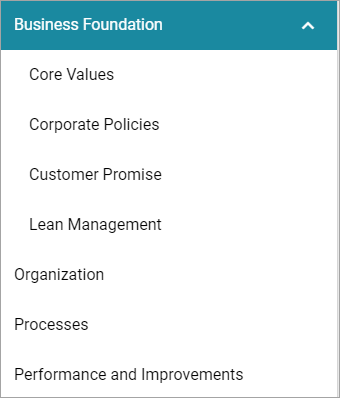 Business Foundation
Core Values
Corporate Policies
Customer Promise
Lean Management
Organization
Processes
Performance and Improvements